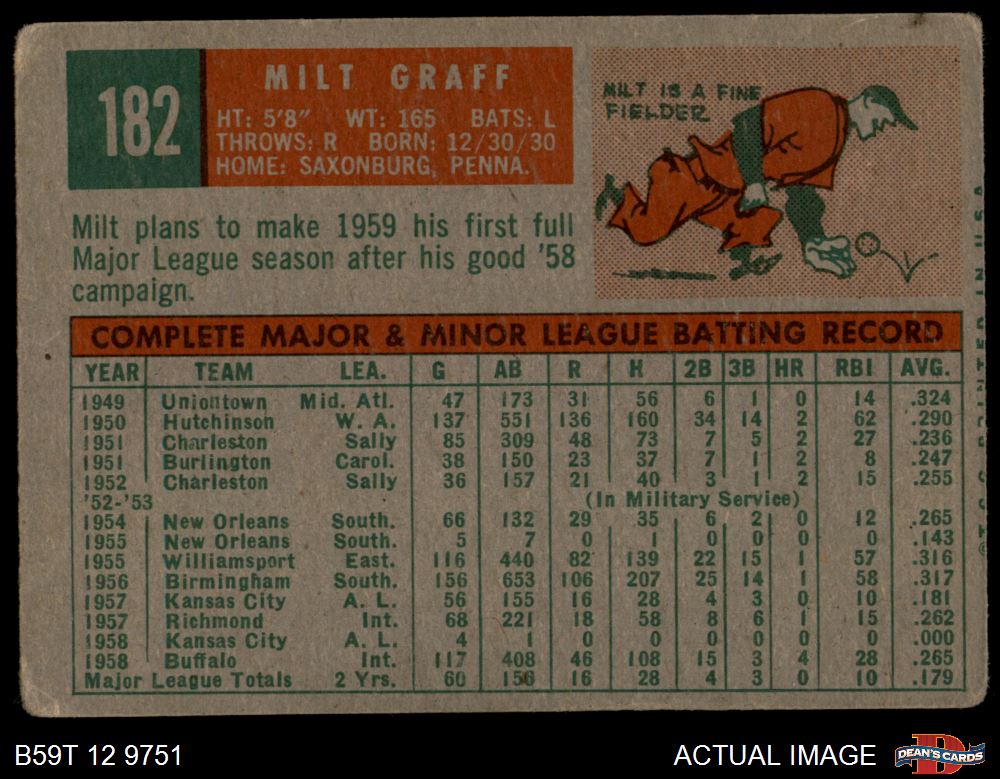 182
MILT GRAFF
HT: 5'8" WT: 165 BATS: L
THROWS: R BORN: 12/30/30
HOME: SAXONBURG, PENNA.
MILT IS A FINE
FIELDER
Milt plans to make 1959 his first full
Major League season after his good '58
campaign.
COMPLETE MAJOR & MINOR LEAGUE BATTING RECORD
YEAR TEAM LEA. G AB R H 2B 3B HR RBI AVG.
1949 Uniontown Mid. Atl. 47 173 31 56 6 1 0 14 .324
1950 Hutchinson W. A. 137 551 136 160 34 14 2 62 .290
1951 Charleston Sally 85 309 48 73 7 5 2 27 .236
1951 Burlington Carol. 38 150 23 37 7 1 2 8 .247
1952 Charleston Sally 36 157 21 40 3 1 2 15 .255
'52-'53 (In Military Service)
1954 New Orleans South. 66 132 29 35 6 2 0 12 .265
1955 New Orleans South. 5 7 0 1 0 0 0 0 .143
1955 Williamsport East. 116 440 82 139 22 15 1 57 .316
1956 Birmingham South. 156 653 106 207 25 14 1 58 .317
1957 Kansas City A. L. 56 155 16 28 4 3 0 10 .181
1957 Richmond Int. 68 221 18 58 8 6 1 15 .262
1958 Kansas City A. L. 4 1 0 0 0 0 0 0 .000
1958 Buffalo Int. 117 408 46 108 15 3 4 28 .265
Major League Totals 2 Yrs. 60 156 16 28 4 3 0 10 .179
B59T 12 9751
ACTUAL IMAGE
DEAN'S CARDS